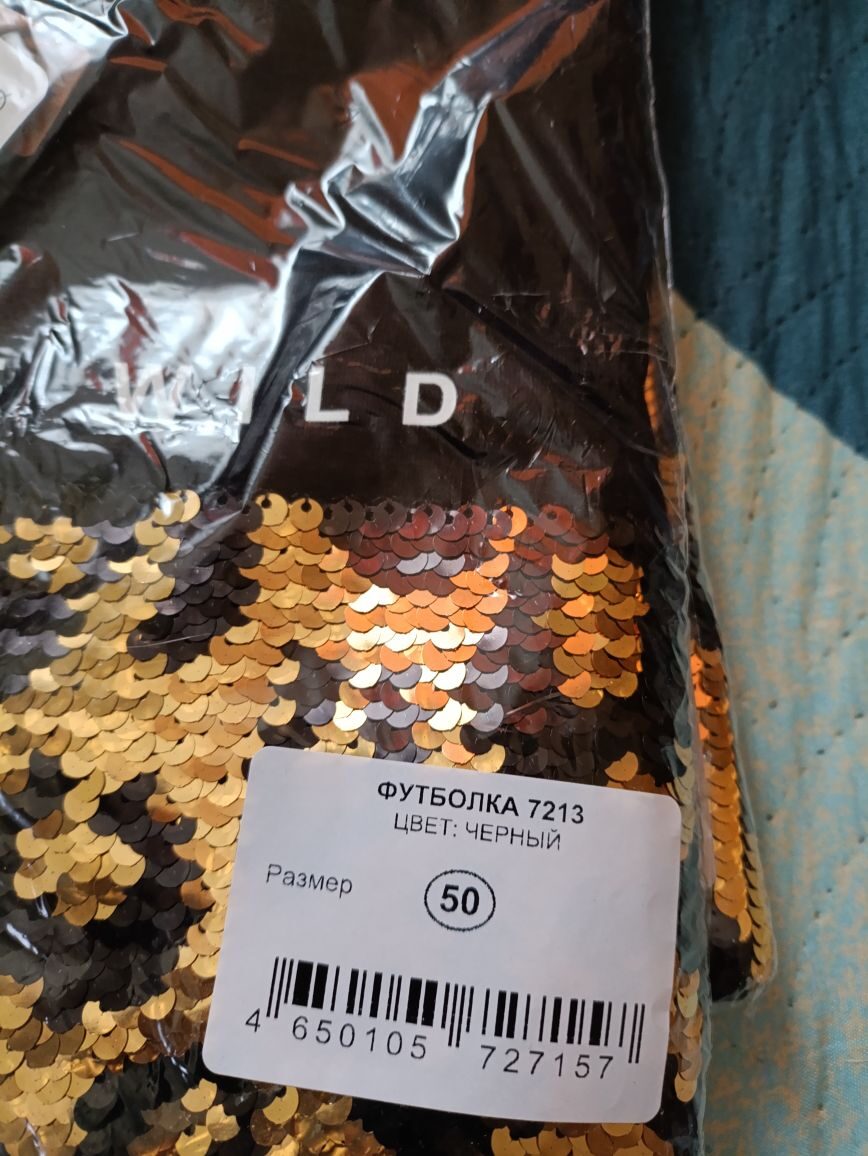 WILD
ФУТБОЛКА 7213
ЦВЕТ: ЧЕРНЫЙ
Размер 50
4 650105 727157